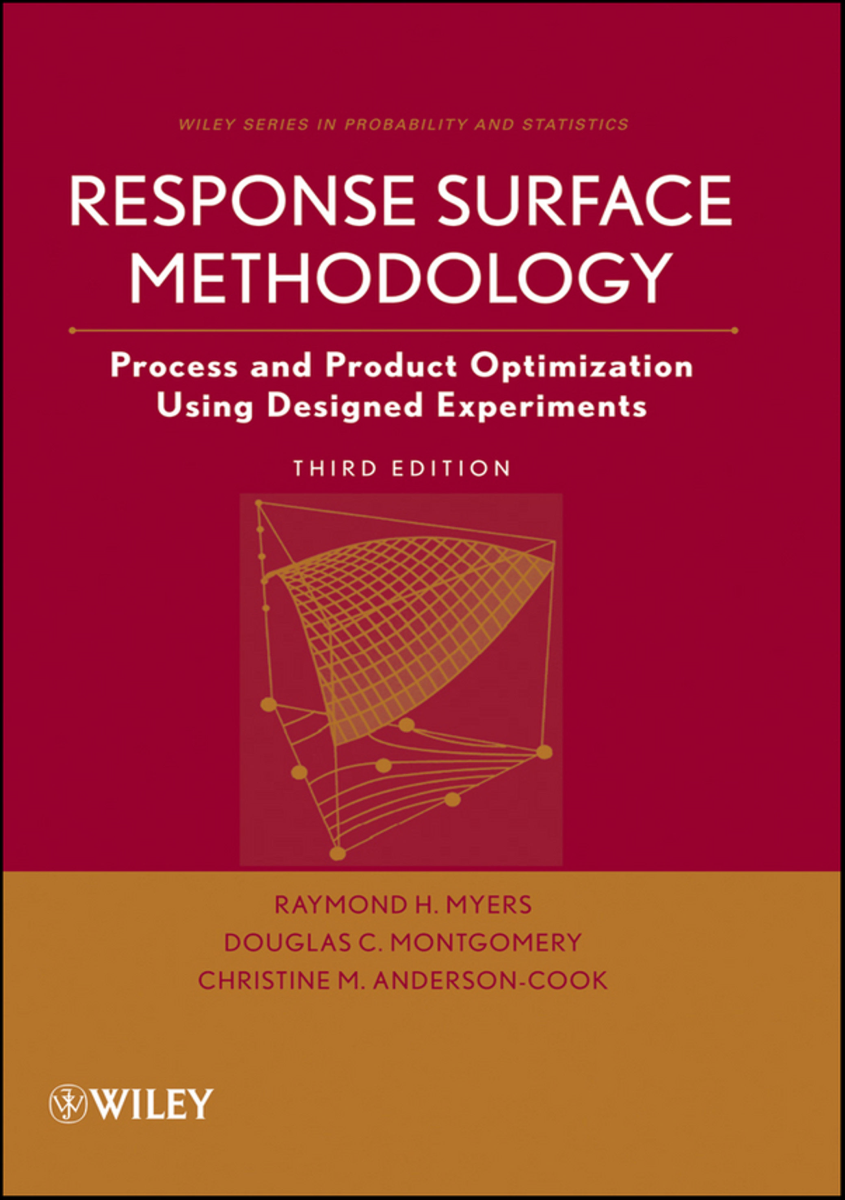 WILEY SERIES IN PROBABILITY AND STATISTICS
RESPONSE SURFACE
METHODOLOGY
Process and Product Optimization
Using Designed Experiments
THIRD EDITION
RAYMOND H. MYERS
DOUGLAS C. MONTGOMERY
CHRISTINE M. ANDERSON-COOK
WILEY